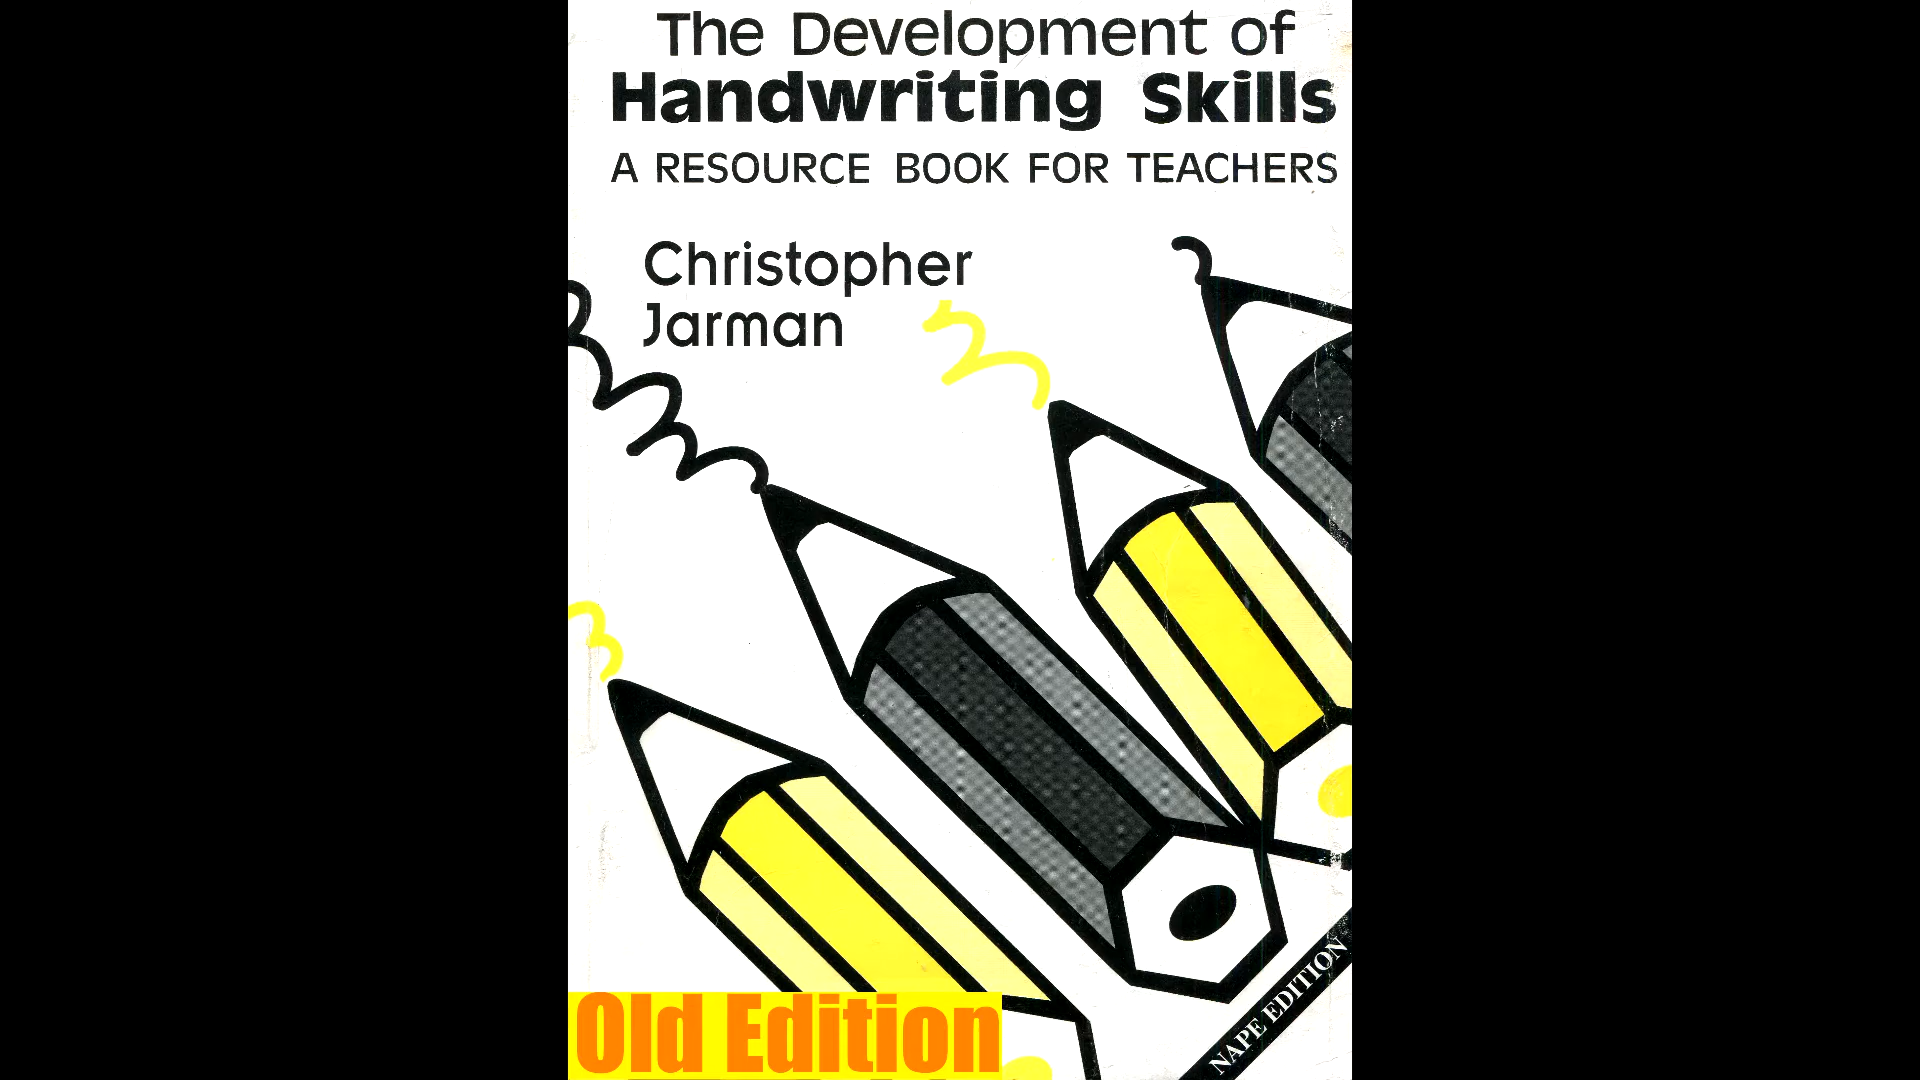 The Development of
Handwriting Skills
A RESOURCE BOOK FOR TEACHERS
Christopher
Jarman
Old Edition
NAPE EDITION